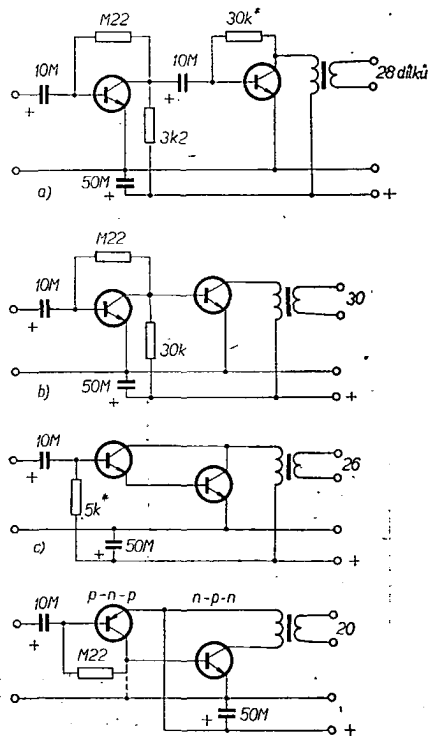 M22
30k*
10M
10M
28 dílků
+
+
3k2
50M
a)
+
+
M22
10M
30
+
30k
50M
b)
+
+
10M
26
+
5k*
c)
50M
+
+
p-n-p
n-p-n
10M
20
M22
+
50M
+
+